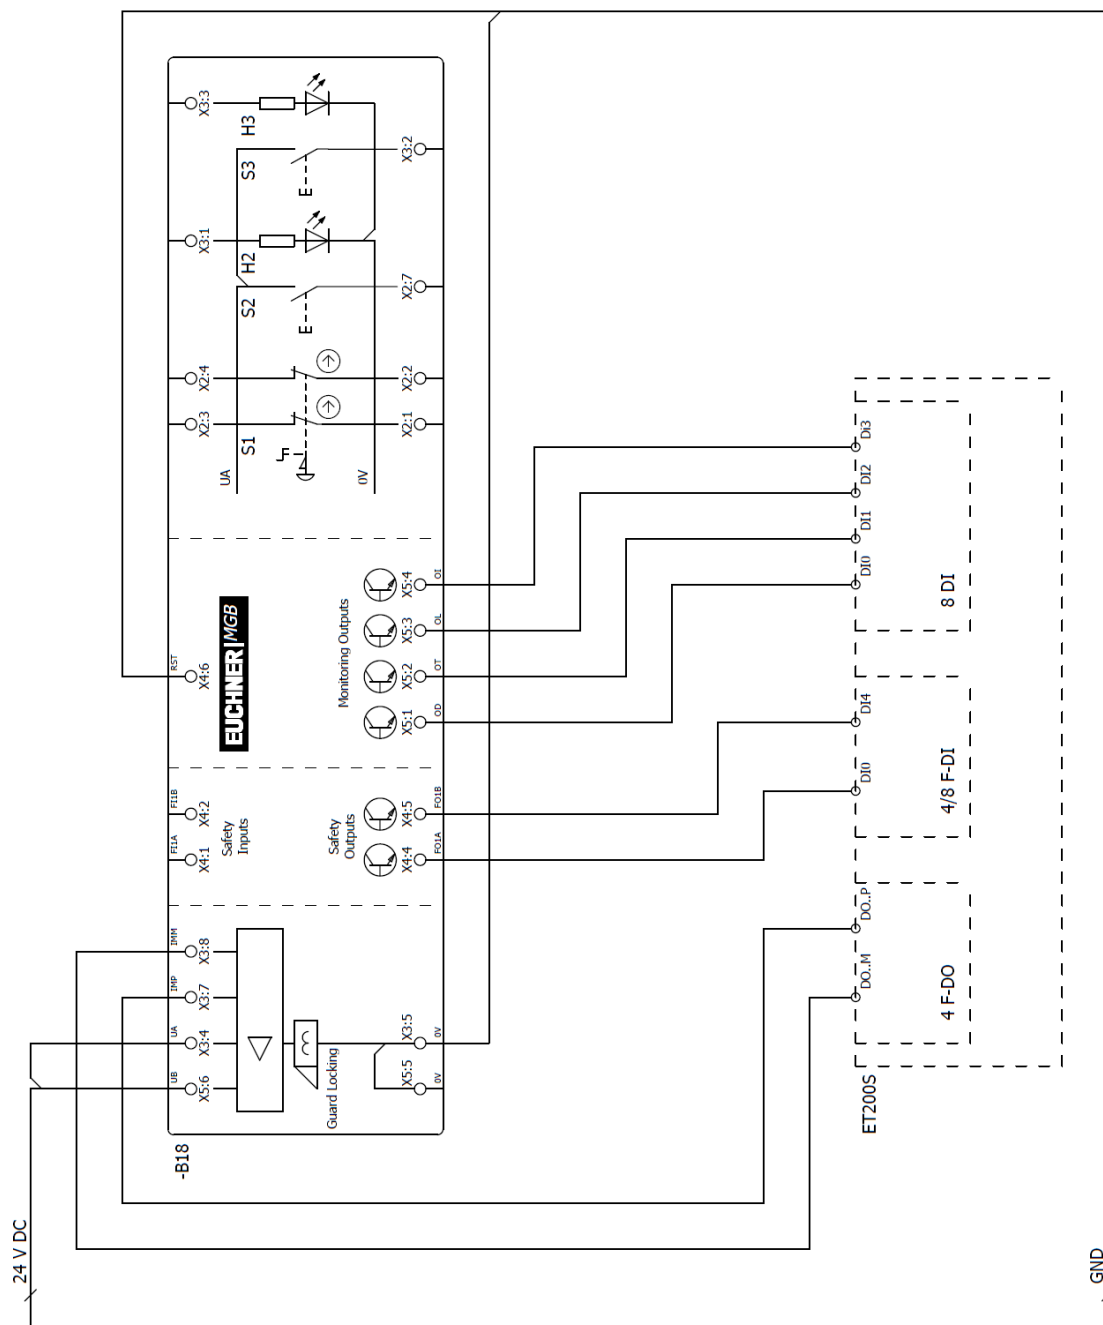 24 V DC
GND
-B18
UB
X5:6
UA
X3:4
IMP
X3:7
IMM
X3:8
Guard Locking
X5:5
0V
X3:5
0V
FI1A
X4:1
FI1B
X4:2
Safety
Inputs
Safety
Outputs
X4:4
FO1A
X4:5
FO1B
RST
X4:6
EUCHNER MGB
Monitoring Outputs
X5:1
OD
X5:2
OT
X5:3
OL
X5:4
OI
UA
0V
S1
X2:3
X2:4
X2:1
X2:2
S2
X2:7
H2
X3:1
S3
X3:2
H3
X3:3
ET200S
4 F-DO
DO..M
DO..P
4/8 F-DI
DI0
DI4
8 DI
DI0
DI1
DI2
Di3